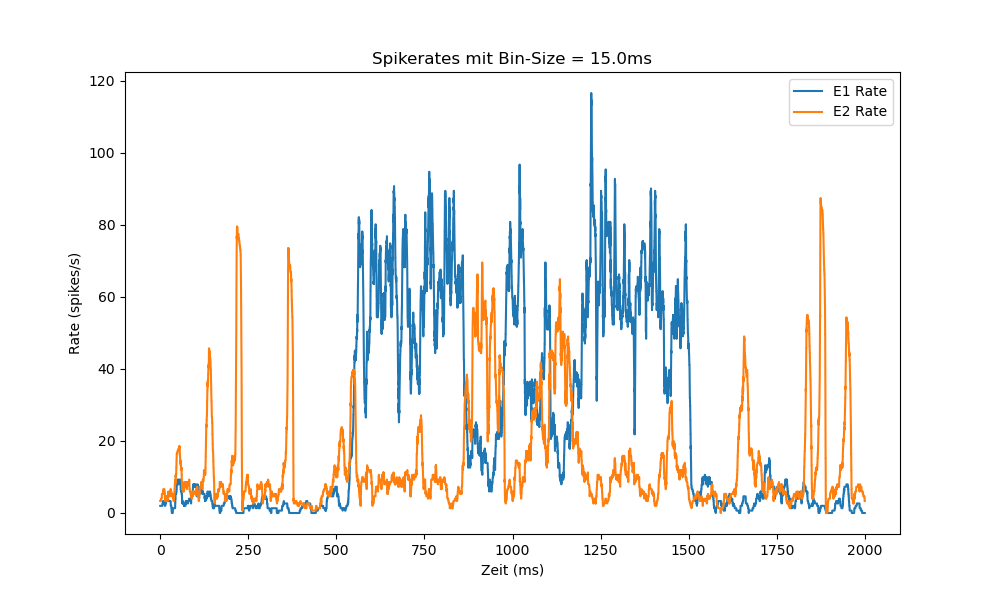 Spikerates mit Bin-Size = 15.0ms
E1 Rate
E2 Rate
120
100
80
60
40
20
0
Rate (spikes/s)
0 250 500 750 1000 1250 1500 1750 2000
Zeit (ms)